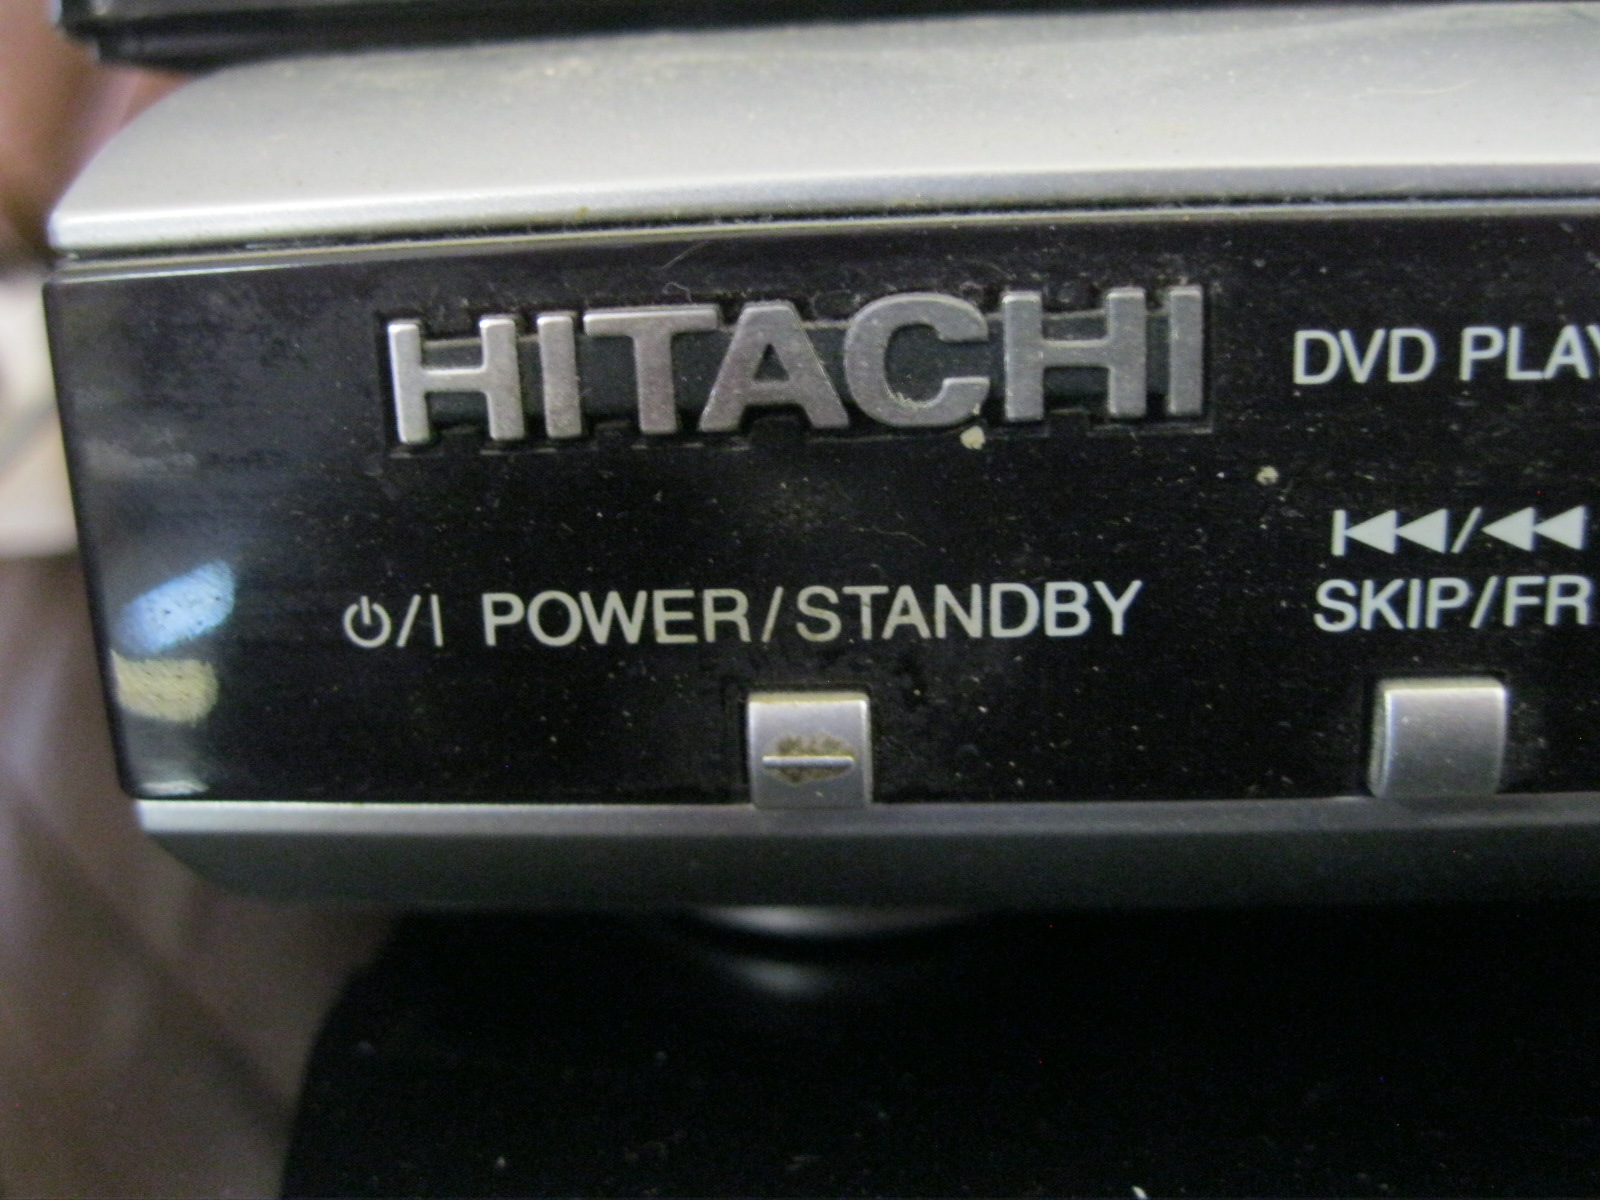 HITACHI DVD PLAY
POWER/STANDBY
SKIP/FR